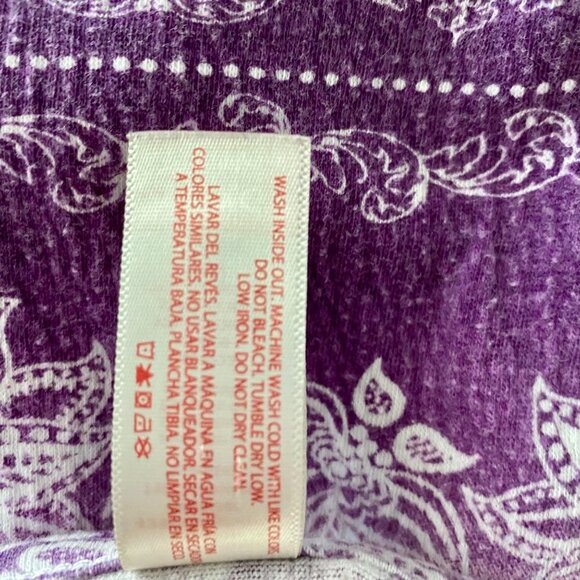 WASH INSIDE OUT. MACHINE WASH COLD WITH LIKE COLORS.
DO NOT BLEACH. TUMBLE DRY LOW.
LOW IRON. DO NOT DRY CLEAN.
LAVAR DEL REVES. LAVAR A MAQUINA EN AGUA FRIA CON
COLORES SIMILARES. NO USAR BLANQUEADOR. SECAR EN SEC
A TEMPERATURA BAJA. PLANCHA TIBIA. NO LIMPIAR EN SECO